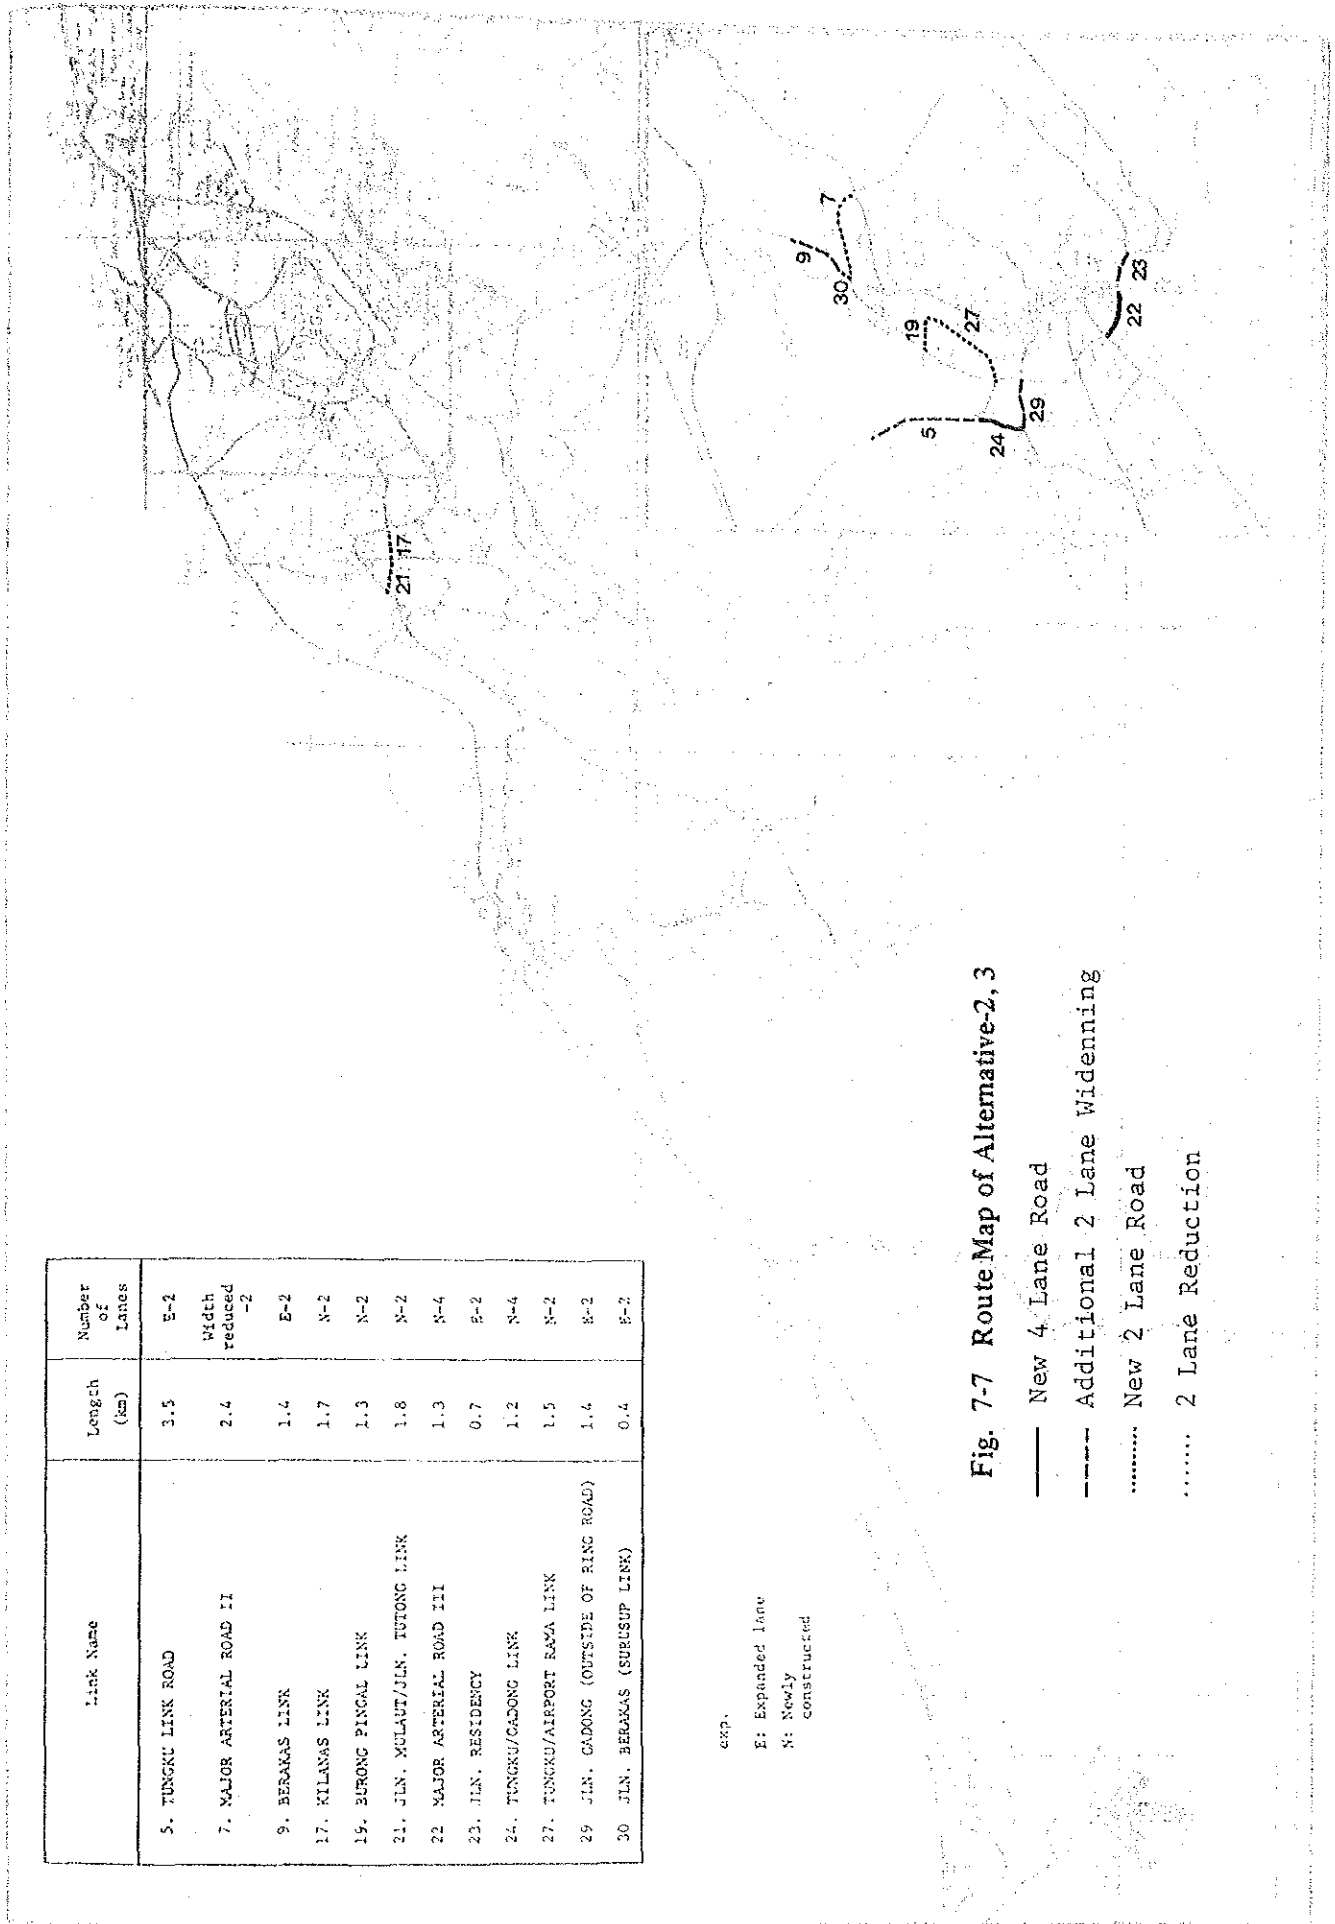 Link Name Length (km) Number of Lanes
5. TUNGKU LINK ROAD 3.5 E-2
7. MAJOR ARTERIAL ROAD II 2.4 Width reduced -2
9. BERAKAS LINK 1.4 E-2
17. KILANAS LINK 1.7 N-2
19. BURONG PINGAL LINK 1.3 N-2
21. JLN. MULAUT/JLN. TUTONG LINK 1.8 N-2
22 MAJOR ARTERIAL ROAD III 1.3 N-4
23. JLN. RESIDENCY 0.7 E-2
24. TUNGKU/GADONG LINK 1.2 N-4
27. TUNGKU/AIRPORT RAMA LINK 1.5 N-2
29 JLN. GADONG (OUTSIDE OF RING ROAD) 1.4 E-2
30 JLN. BERAKAS (SURUSUP LINK) 0.4 E-2
exp.
E: Expanded lane
N: Newly
constructed
21 17
9
7
30
19
27
5
24
29
22
23
Fig. 7-7 Route Map of Alternative-2, 3
New 4 Lane Road
Additional 2 Lane Widenning
New 2 Lane Road
2 Lane Reduction